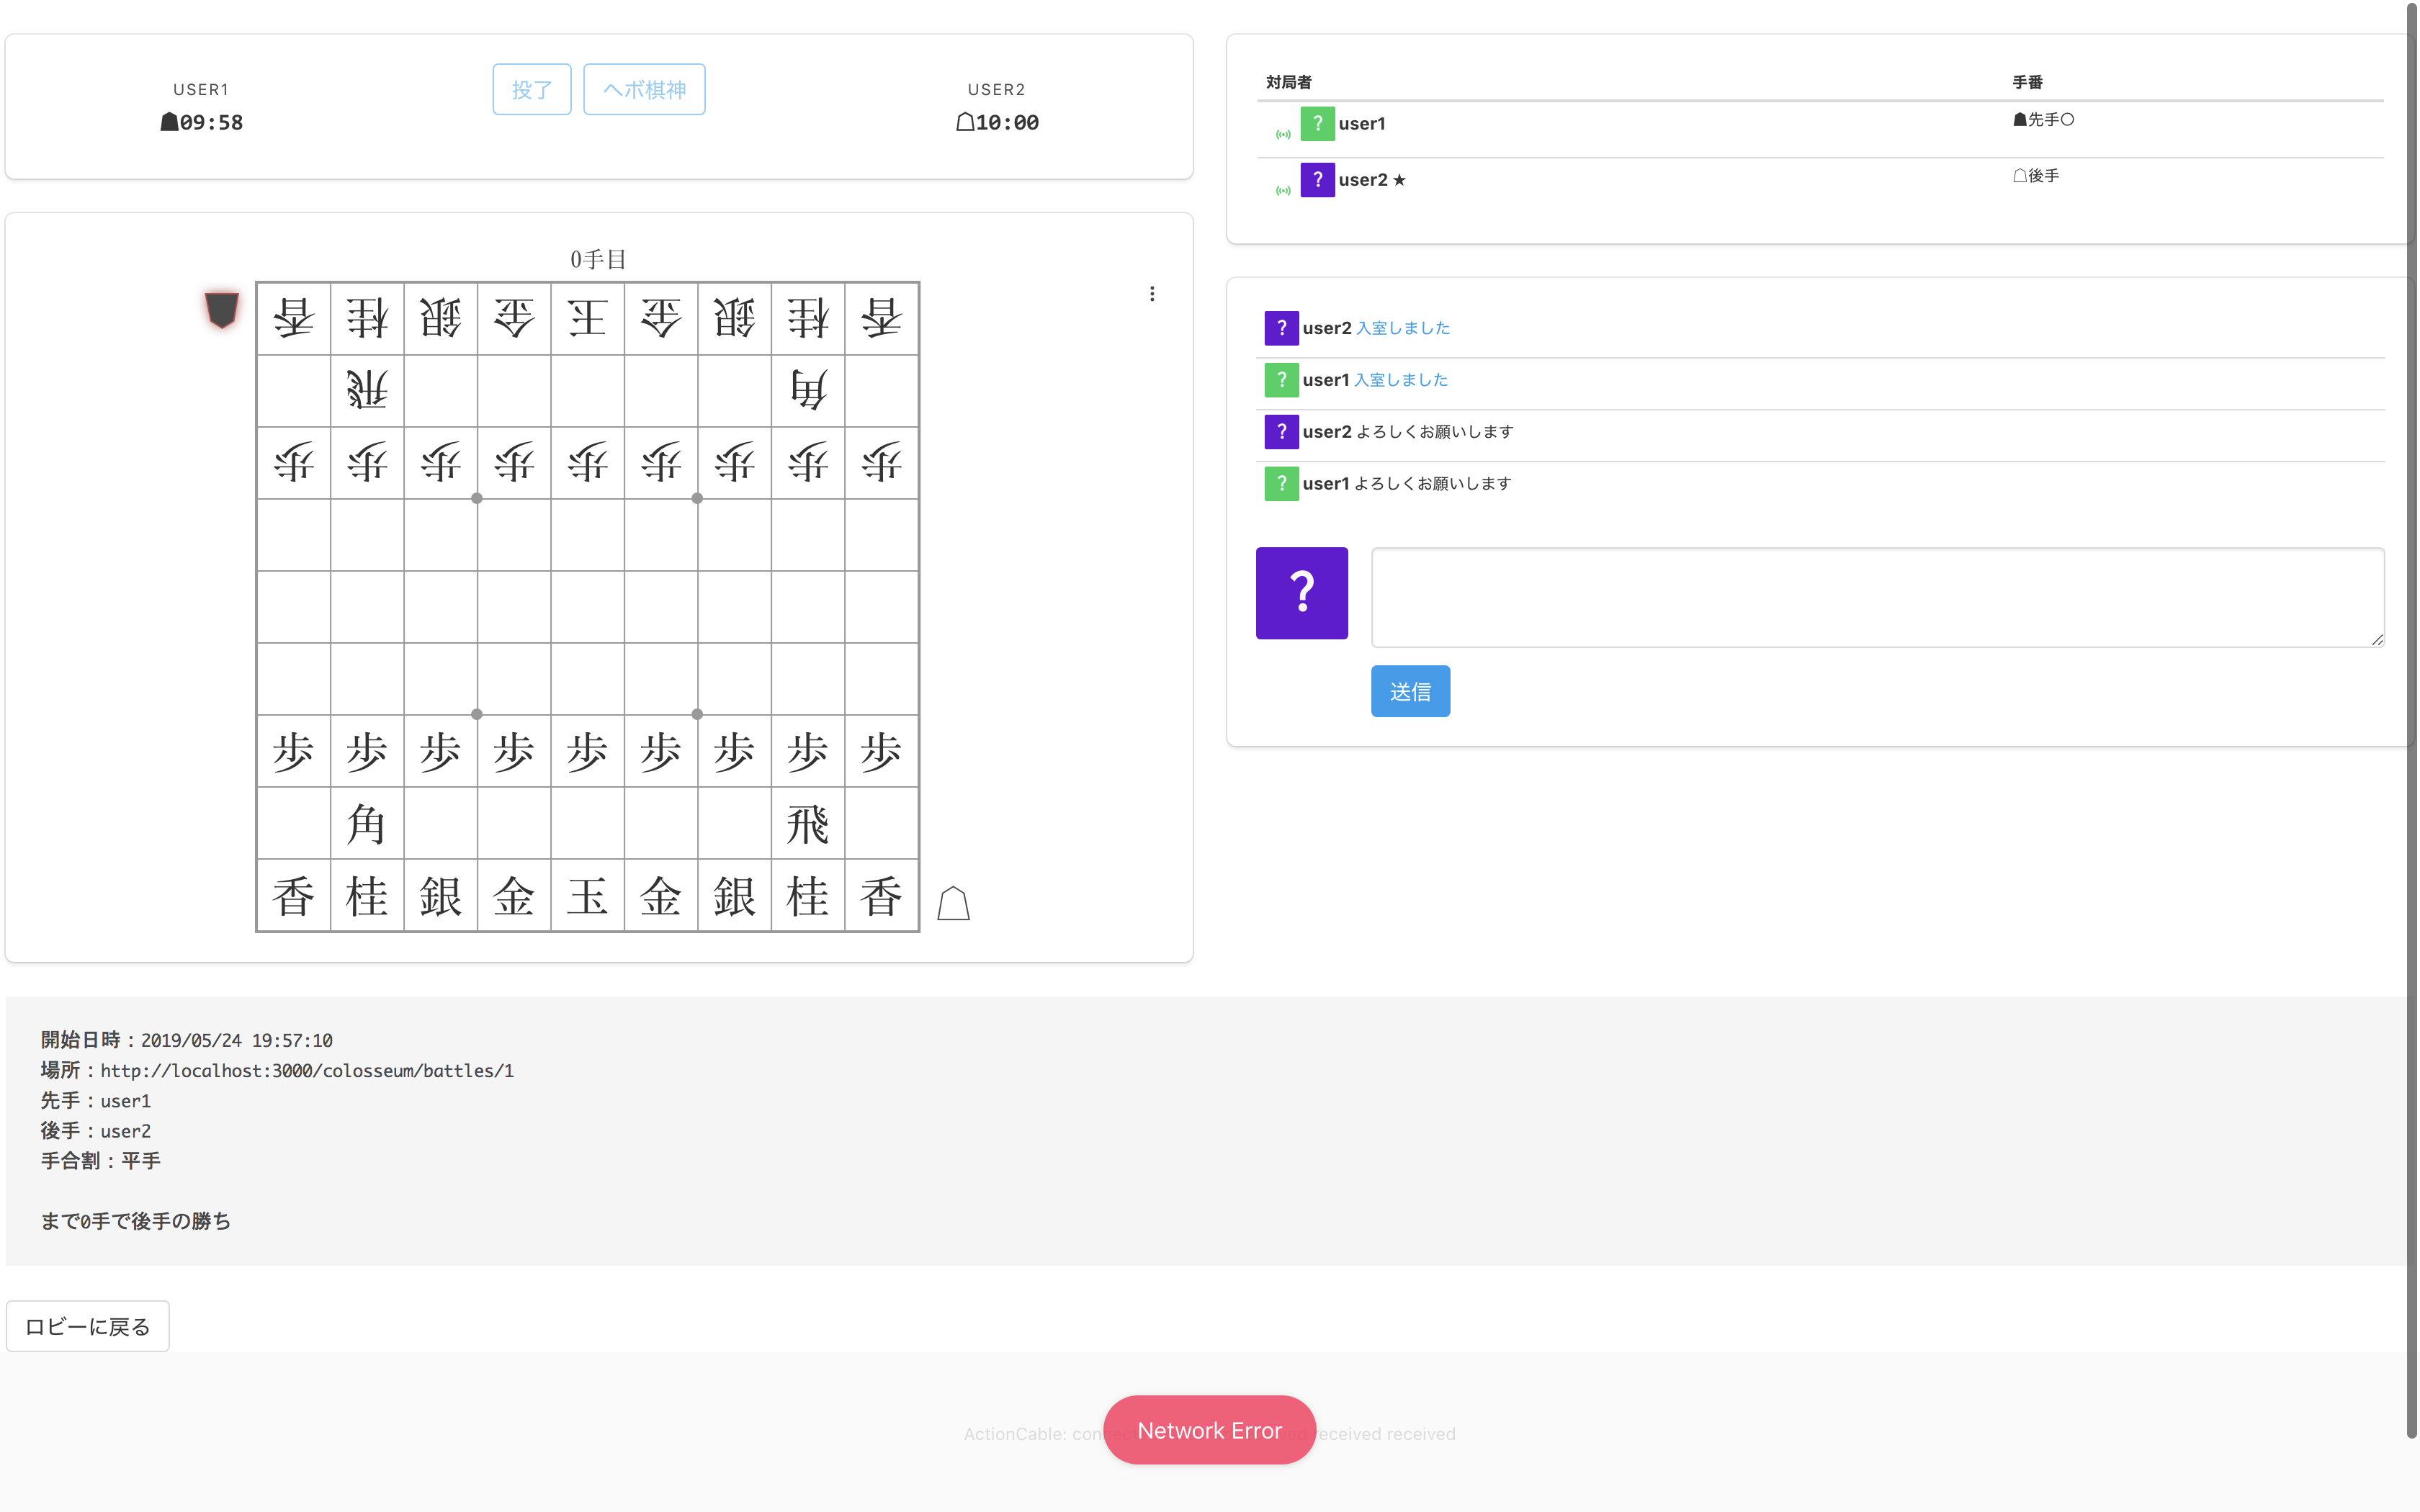 USER1
☗09:58
投了
ヘボ棋神
USER2
☖10:00
0手目
香桂銀金王金銀桂香
飛角
歩歩歩歩歩歩歩歩歩
歩歩歩歩歩歩歩歩歩
角飛
香桂銀金玉金銀桂香
対局者 手番
? user1 ☗先手○
? user2 ★ ☖後手
? user2 入室しました
? user1 入室しました
? user2 よろしくお願いします
? user1 よろしくお願いします
?
送信
開始日時：2019/05/24 19:57:10
場所：http://localhost:3000/colosseum/battles/1
先手：user1
後手：user2
手合割：平手
まで0手で後手の勝ち
ロビーに戻る
Network Error
ActionCable: received received